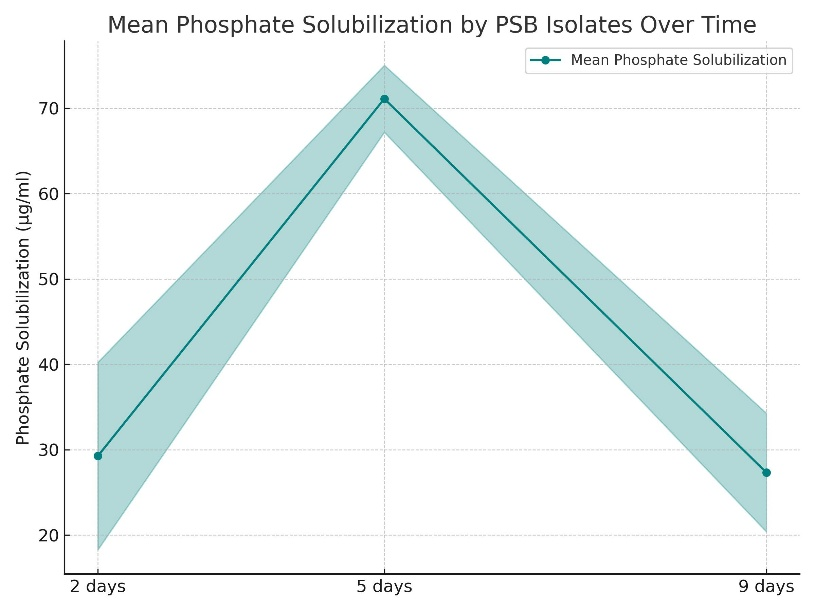 Mean Phosphate Solubilization by PSB Isolates Over Time
Mean Phosphate Solubilization
Phosphate Solubilization (μg/ml)
70
60
50
40
30
20
2 days
5 days
9 days